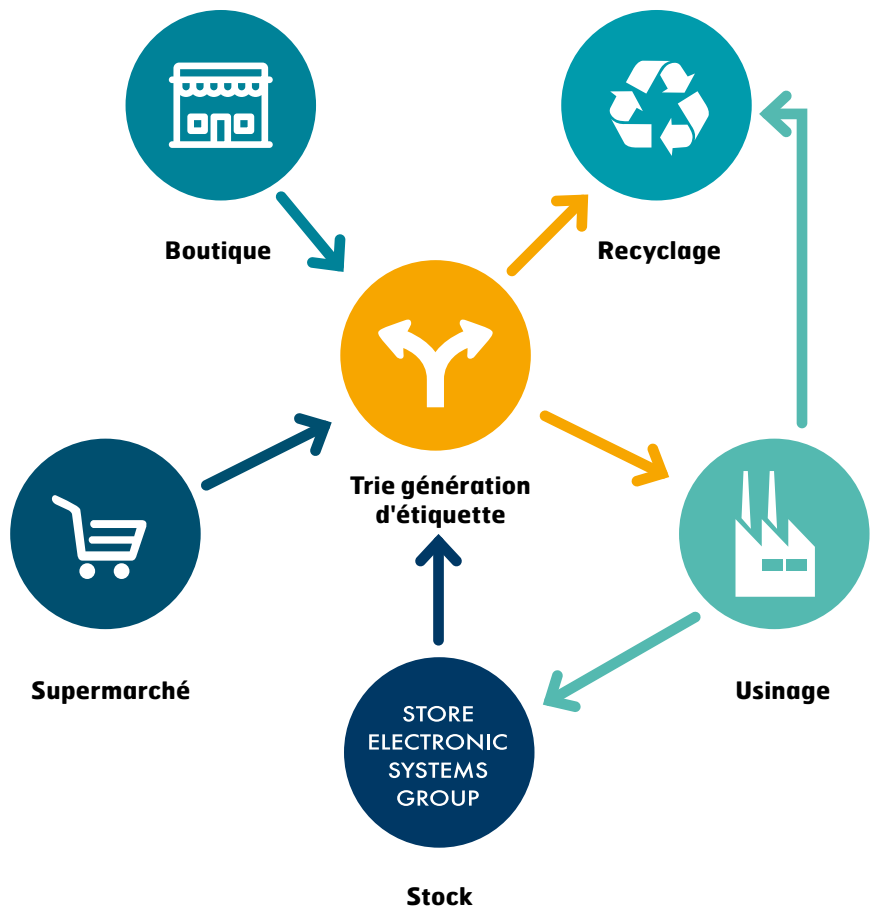 Boutique
Recyclage
Trie génération
d'étiquette
Supermarché
Usinage
STORE
ELECTRONIC
SYSTEMS
GROUP
Stock